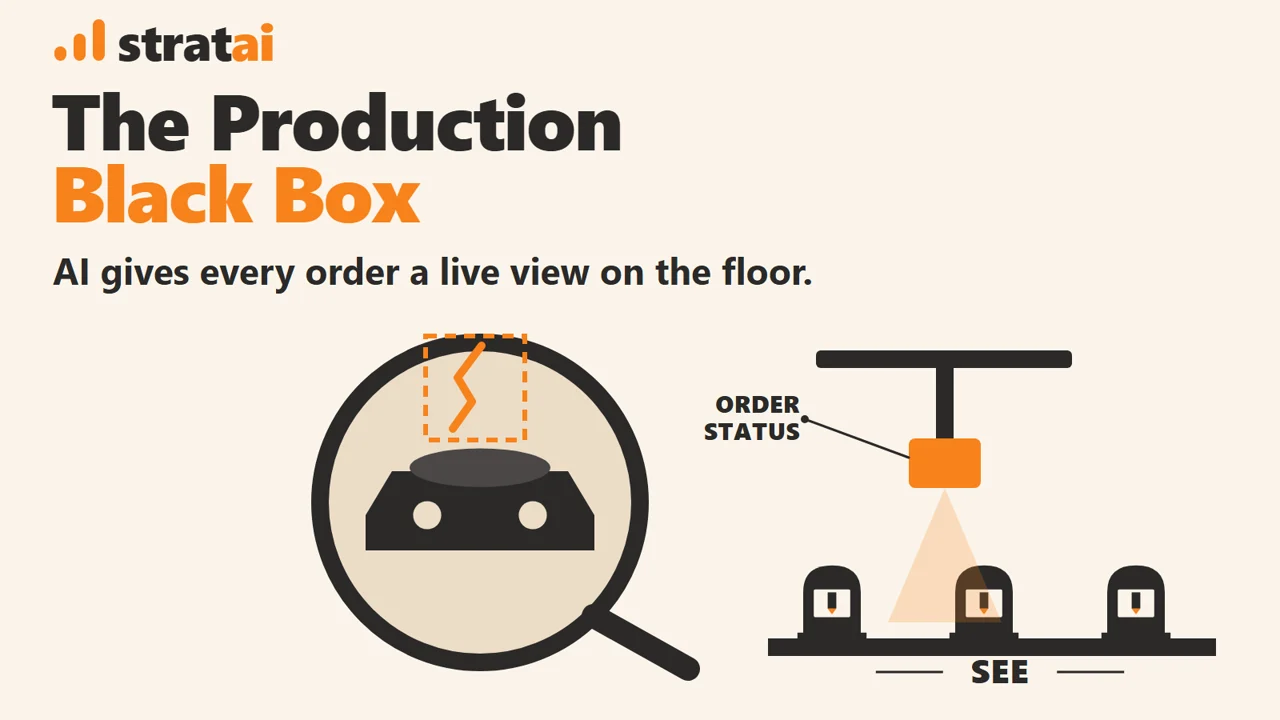 stratai
The Production
Black Box
AI gives every order a live view on the floor.
ORDER
STATUS
SEE